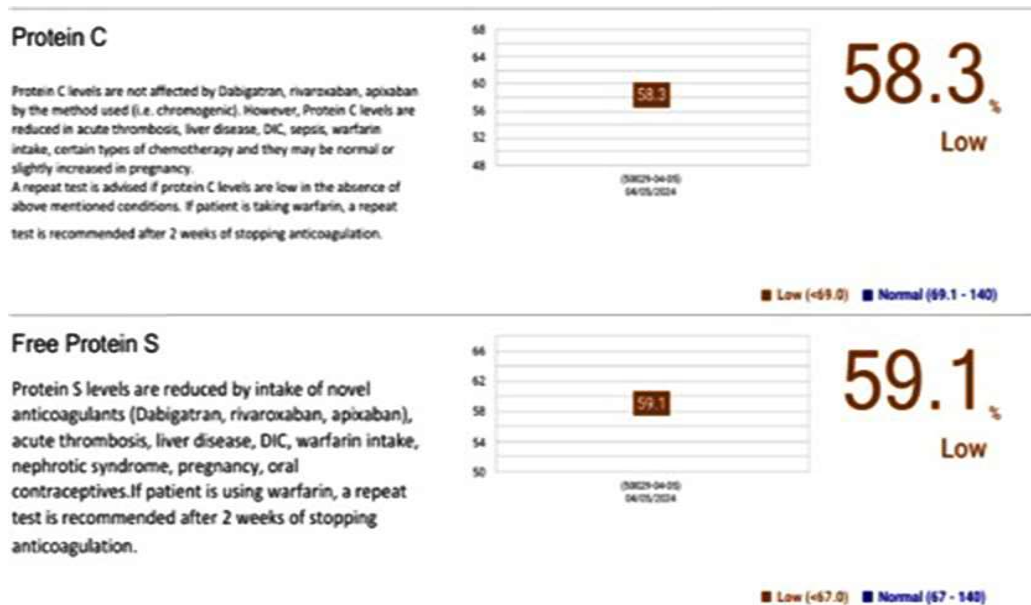 Protein C
Protein C levels are not affected by Dabigatran, rivaroxaban, apixaban
by the method used (i.e. chromogenic). However, Protein C levels are
reduced in acute thrombosis, liver disease, DIC, sepsis, warfarin
intake, certain types of chemotherapy and they may be normal or
slightly increased in pregnancy.
A repeat test is advised if protein C levels are low in the absence of
above mentioned conditions. If patient is taking warfarin, a repeat
test is recommended after 2 weeks of stopping anticoagulation.
68
64
60
56
52
48
58.3
04/05/2024
58.3 %
Low
Low (<69.0) Normal (69.1 - 140)
Free Protein S
Protein S levels are reduced by intake of novel
anticoagulants (Dabigatran, rivaroxaban, apixaban),
acute thrombosis, liver disease, DIC, warfarin intake,
nephrotic syndrome, pregnancy, oral
contraceptives.If patient is using warfarin, a repeat
test is recommended after 2 weeks of stopping
anticoagulation.
66
62
58
54
50
59.1
04/05/2024
59.1 %
Low
Low (<67.0) Normal (67 - 140)